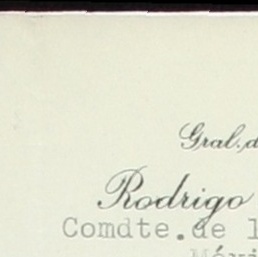 Gral. d
Rodrigo
Comdte. de l
Méxi